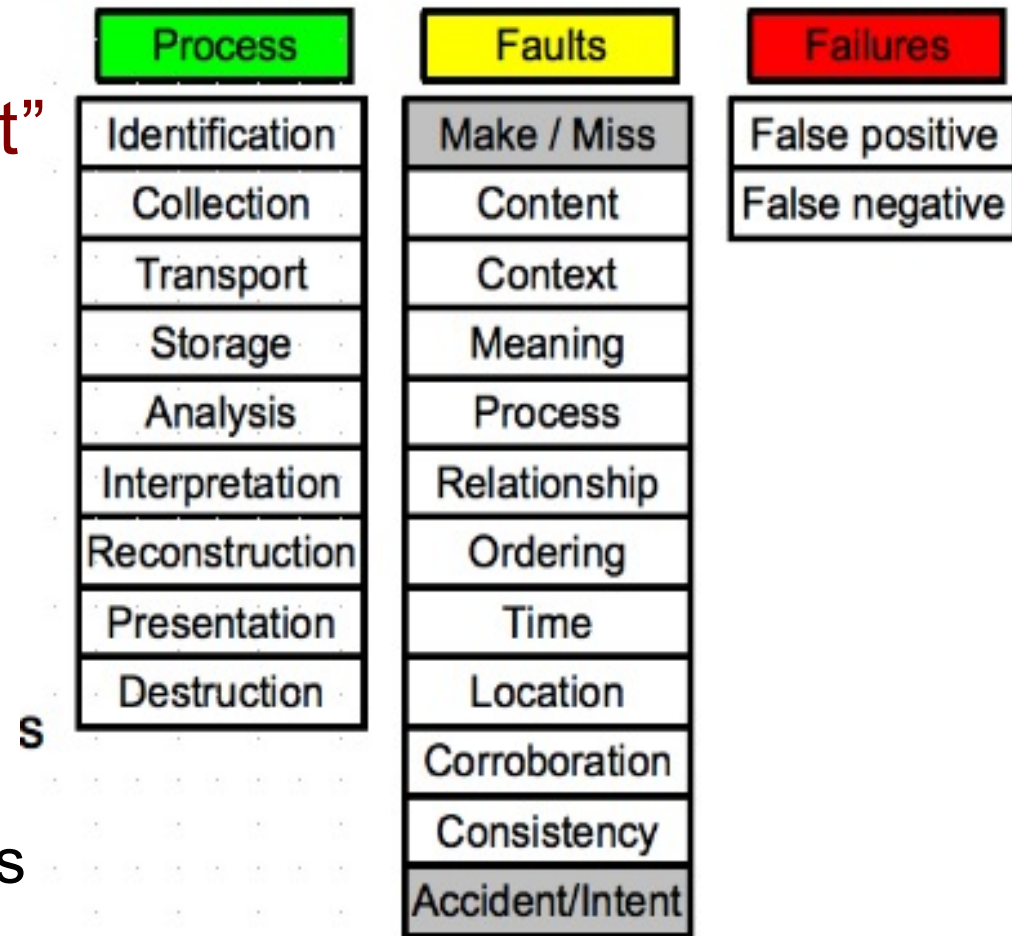 Process
Identification
Collection
Transport
Storage
Analysis
Interpretation
Reconstruction
Presentation
Destruction
Faults
Make / Miss
Content
Context
Meaning
Process
Relationship
Ordering
Time
Location
Corroboration
Consistency
Accident/Intent
Failures
False positive
False negative
t”
s
s